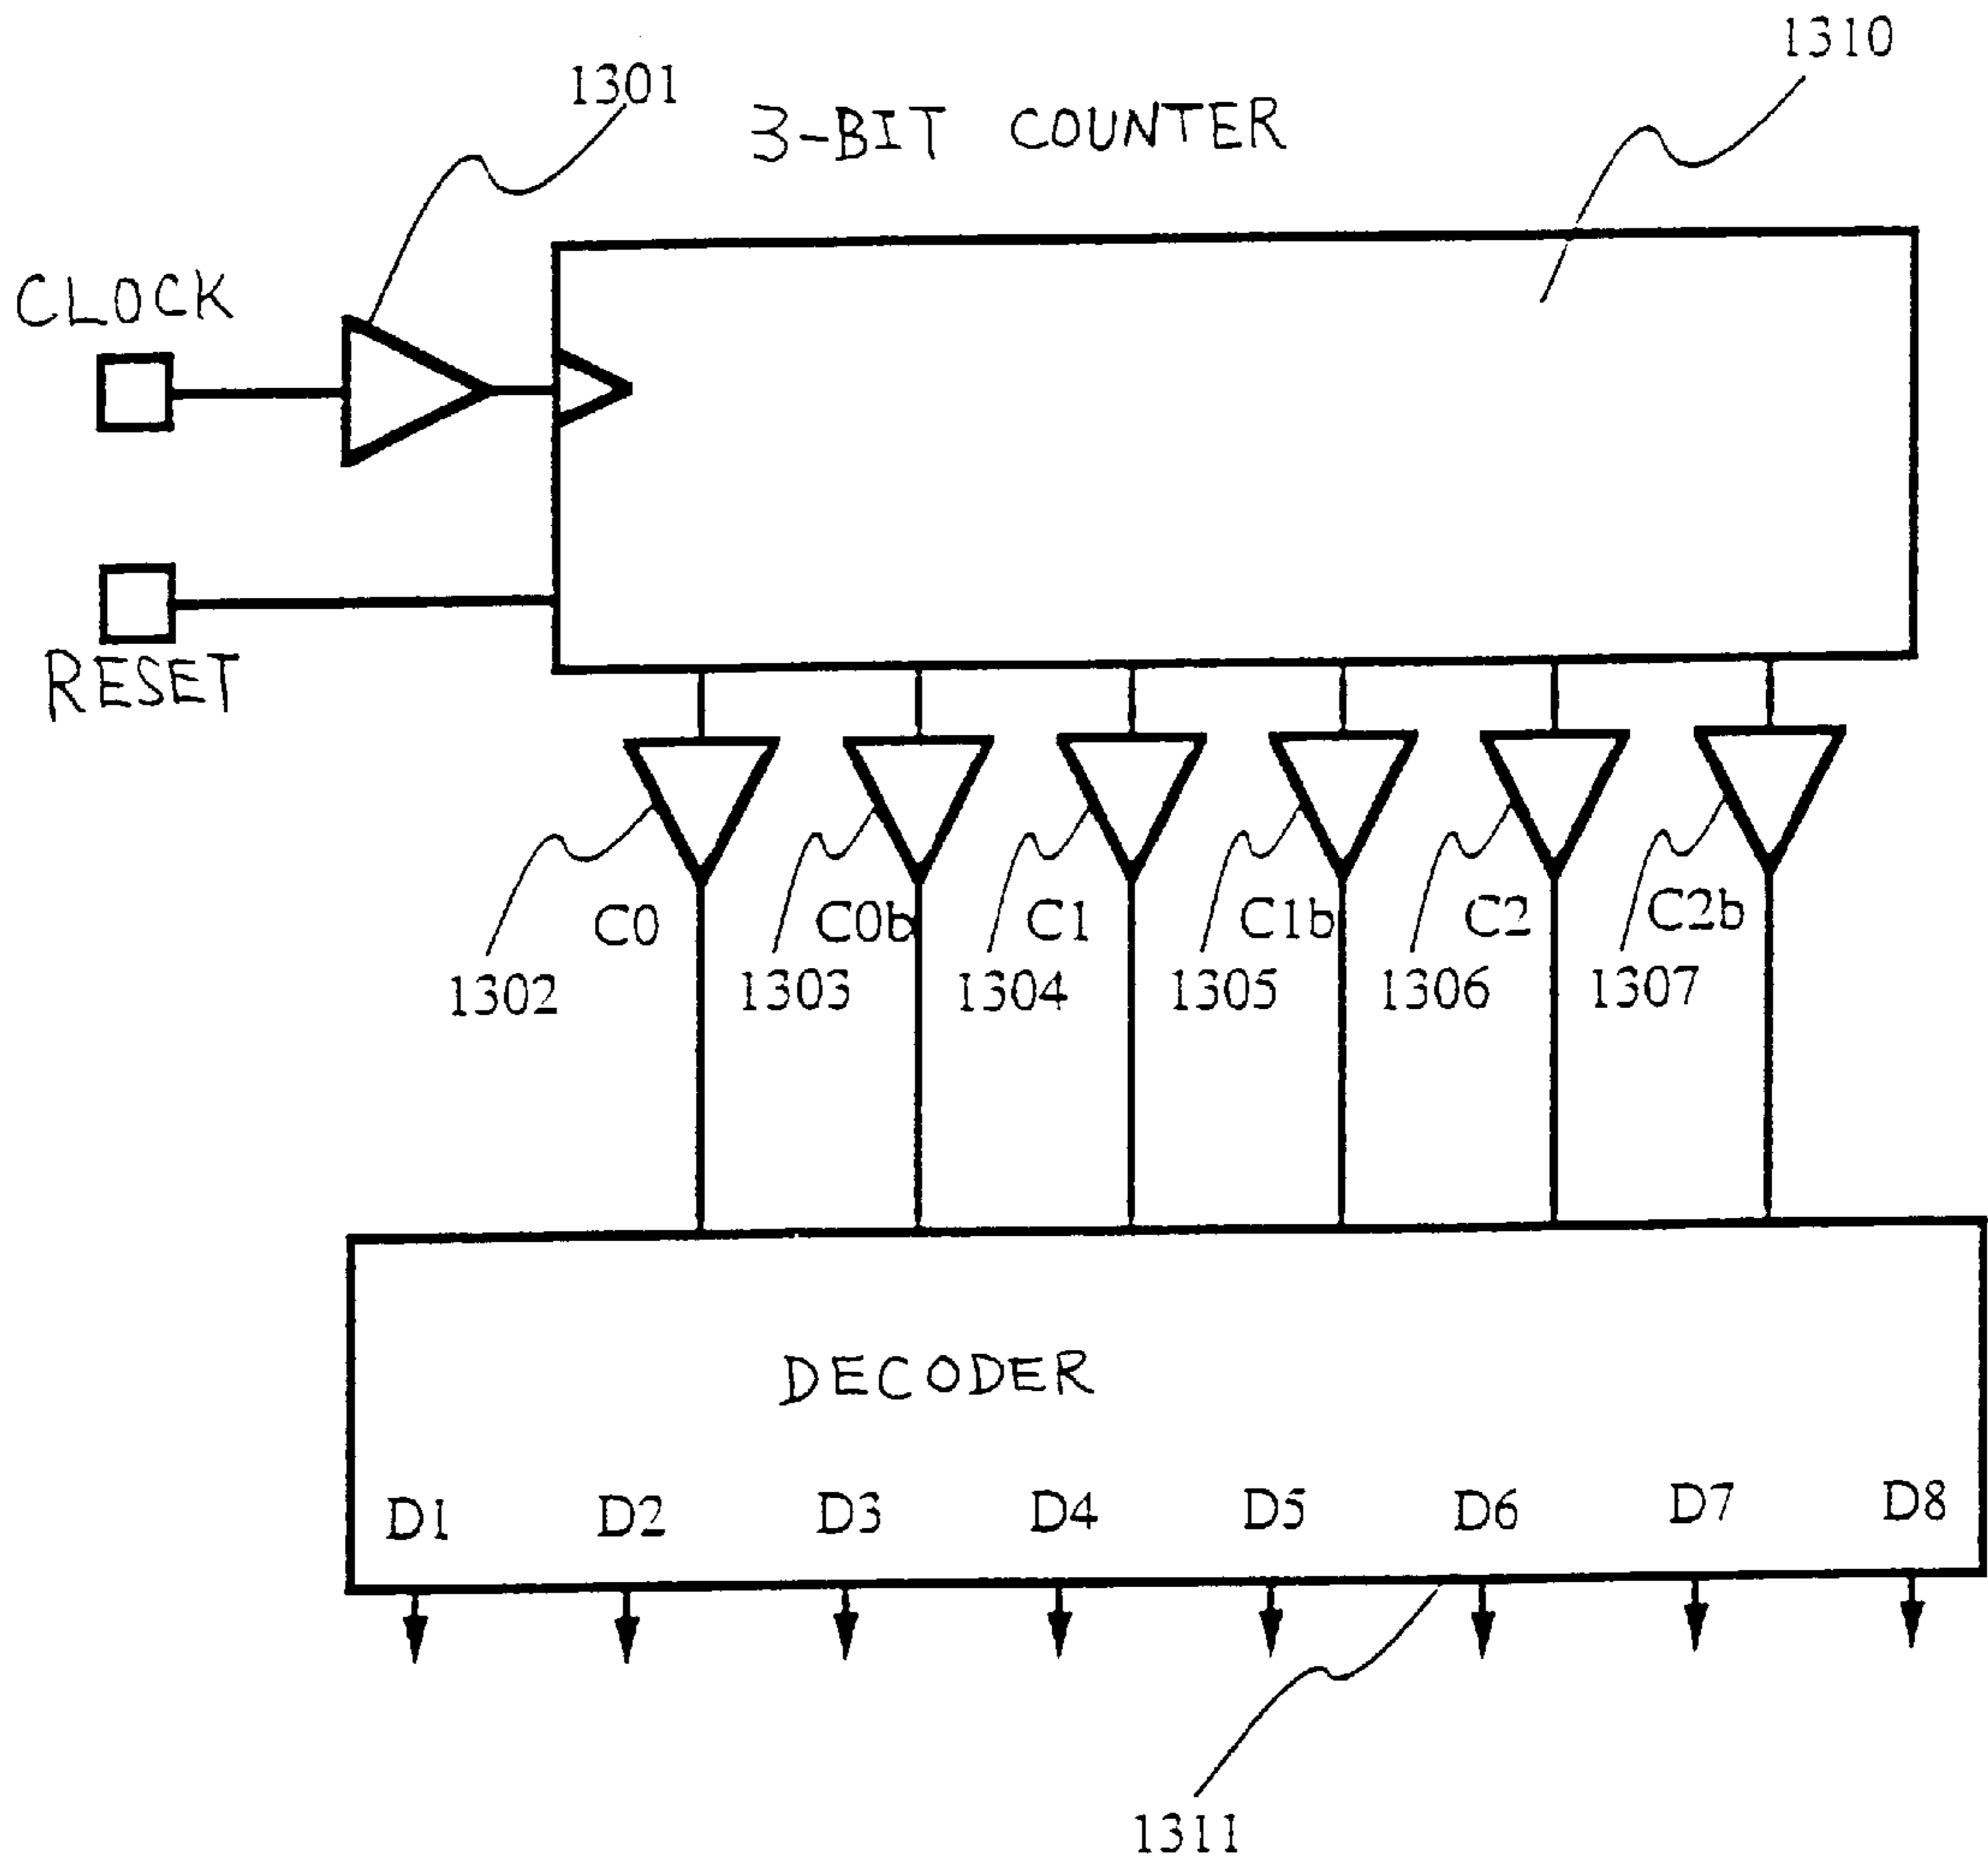 1310
1301
3-BIT COUNTER
CLOCK
RESET
C0 C0b C1 C1b C2 C2b
1302 1303 1304 1305 1306 1307
DECODER
D1 D2 D3 D4 D5 D6 D7 D8
1311